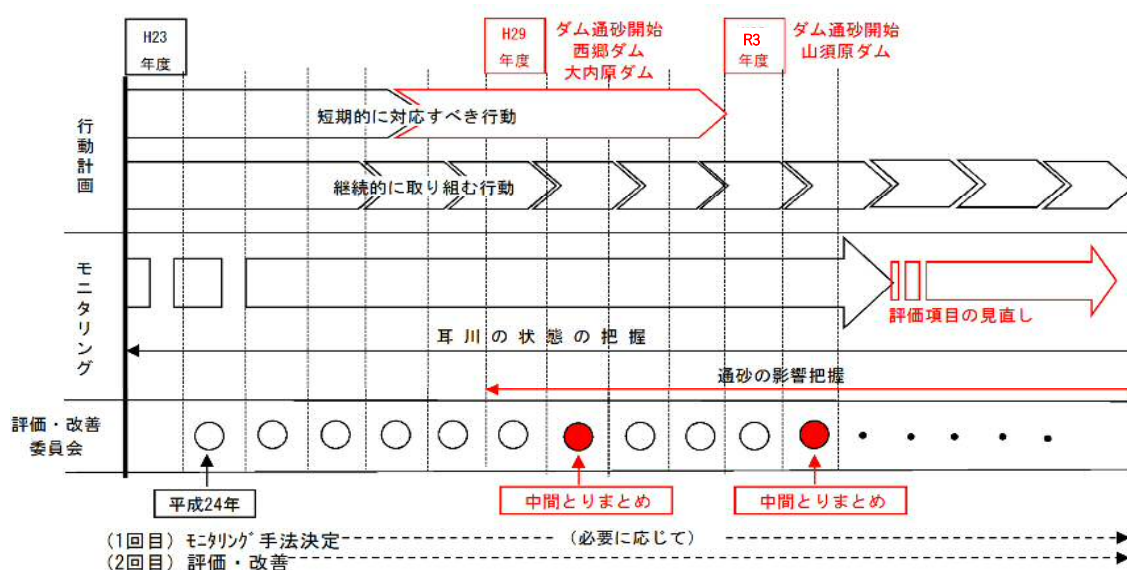 H23
年度
H29
年度
ダム通砂開始
西郷ダム
大内原ダム
R3
年度
ダム通砂開始
山須原ダム
行動計画
短期的に対応すべき行動
継続的に取り組む行動
モニタリング
評価項目の見直し
耳川の状態の把握
通砂の影響把握
評価・改善
委員会
平成24年
中間とりまとめ
中間とりまとめ
(1回目) ﾓﾆﾀﾘﾝｸﾞ手法決定
(必要に応じて)
(2回目) 評価・改善